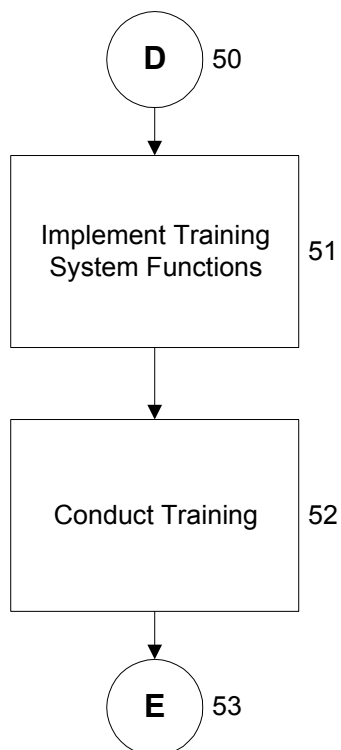 D
50
Implement Training
System Functions
51
Conduct Training
52
E
53